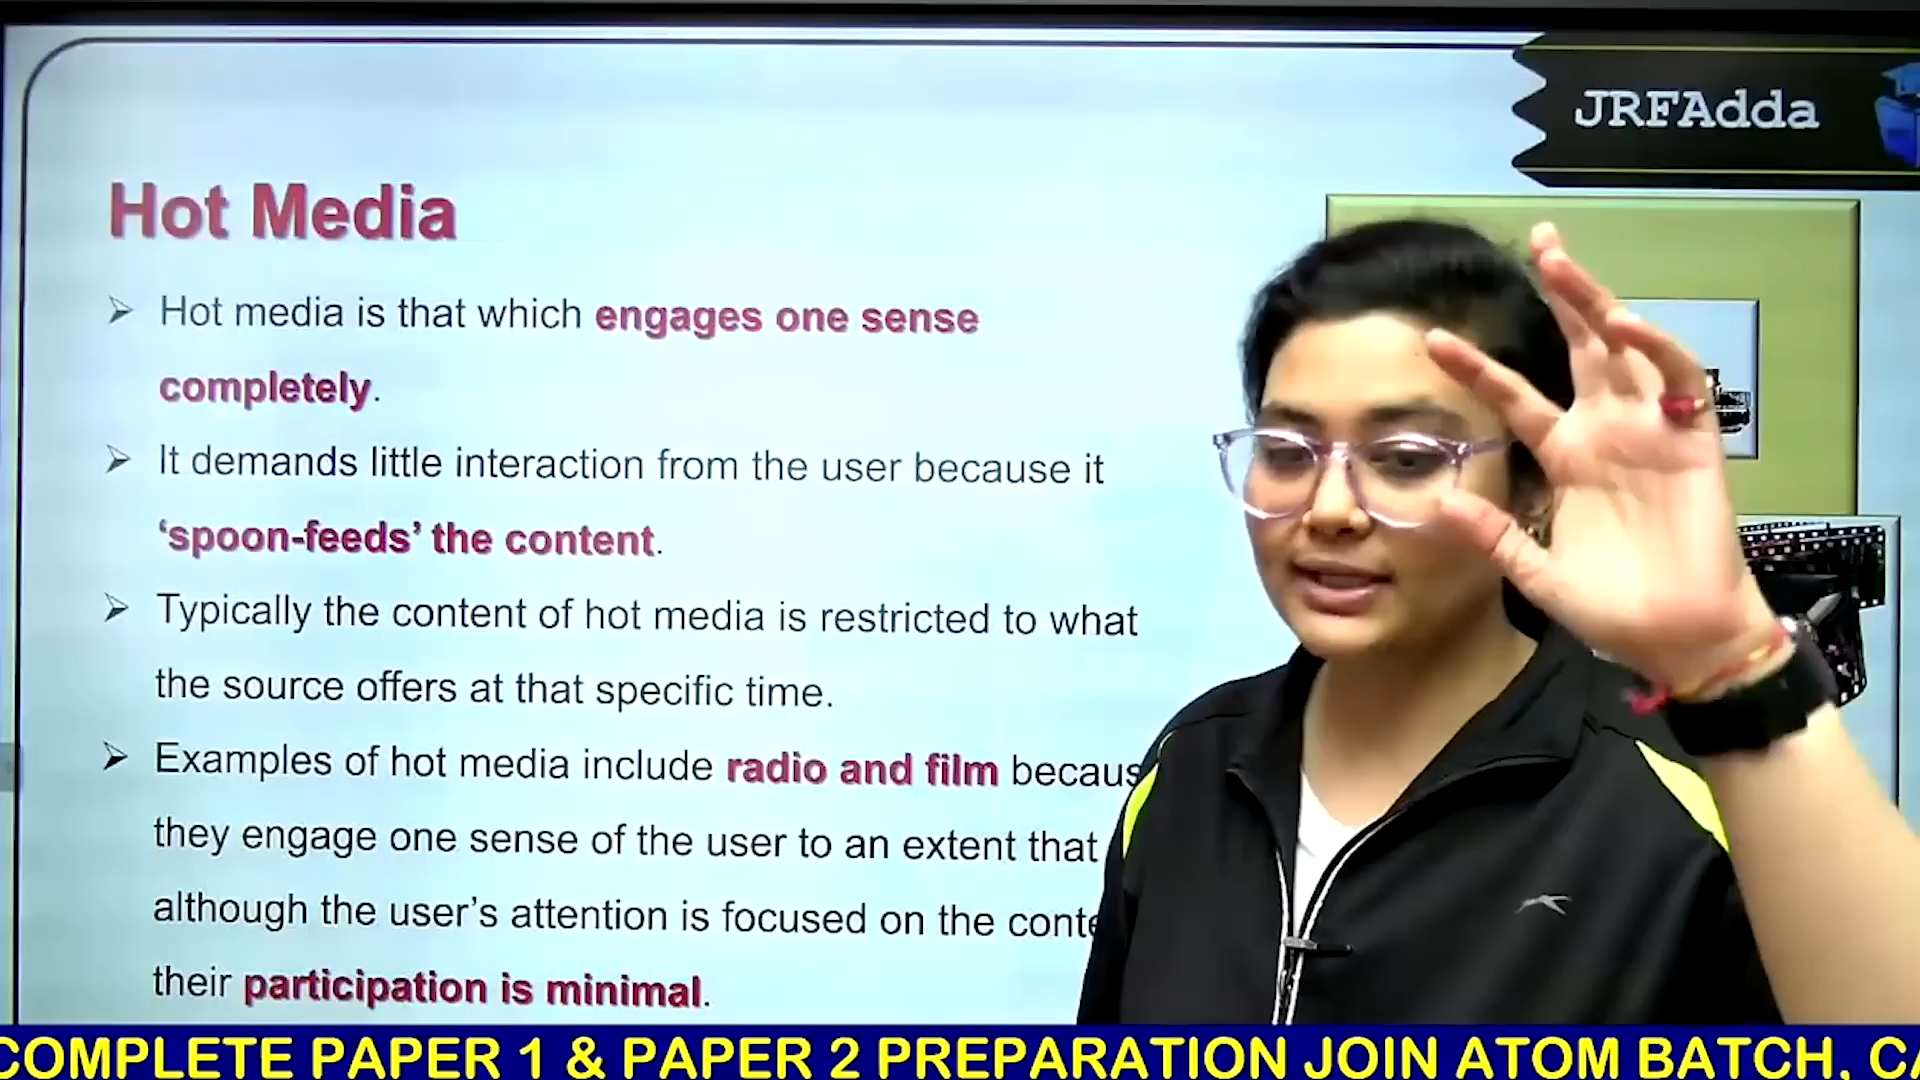 JRFAdda
Hot Media
Hot media is that which engages one sense
completely.
It demands little interaction from the user because it
‘spoon-feeds’ the content.
Typically the content of hot media is restricted to what
the source offers at that specific time.
Examples of hot media include radio and film
they engage one sense of the user to an extent that
although the user’s attention is focused on the
their participation is minimal.
COMPLETE PAPER 1 & PAPER 2 PREPARATION JOIN ATOM BATCH,